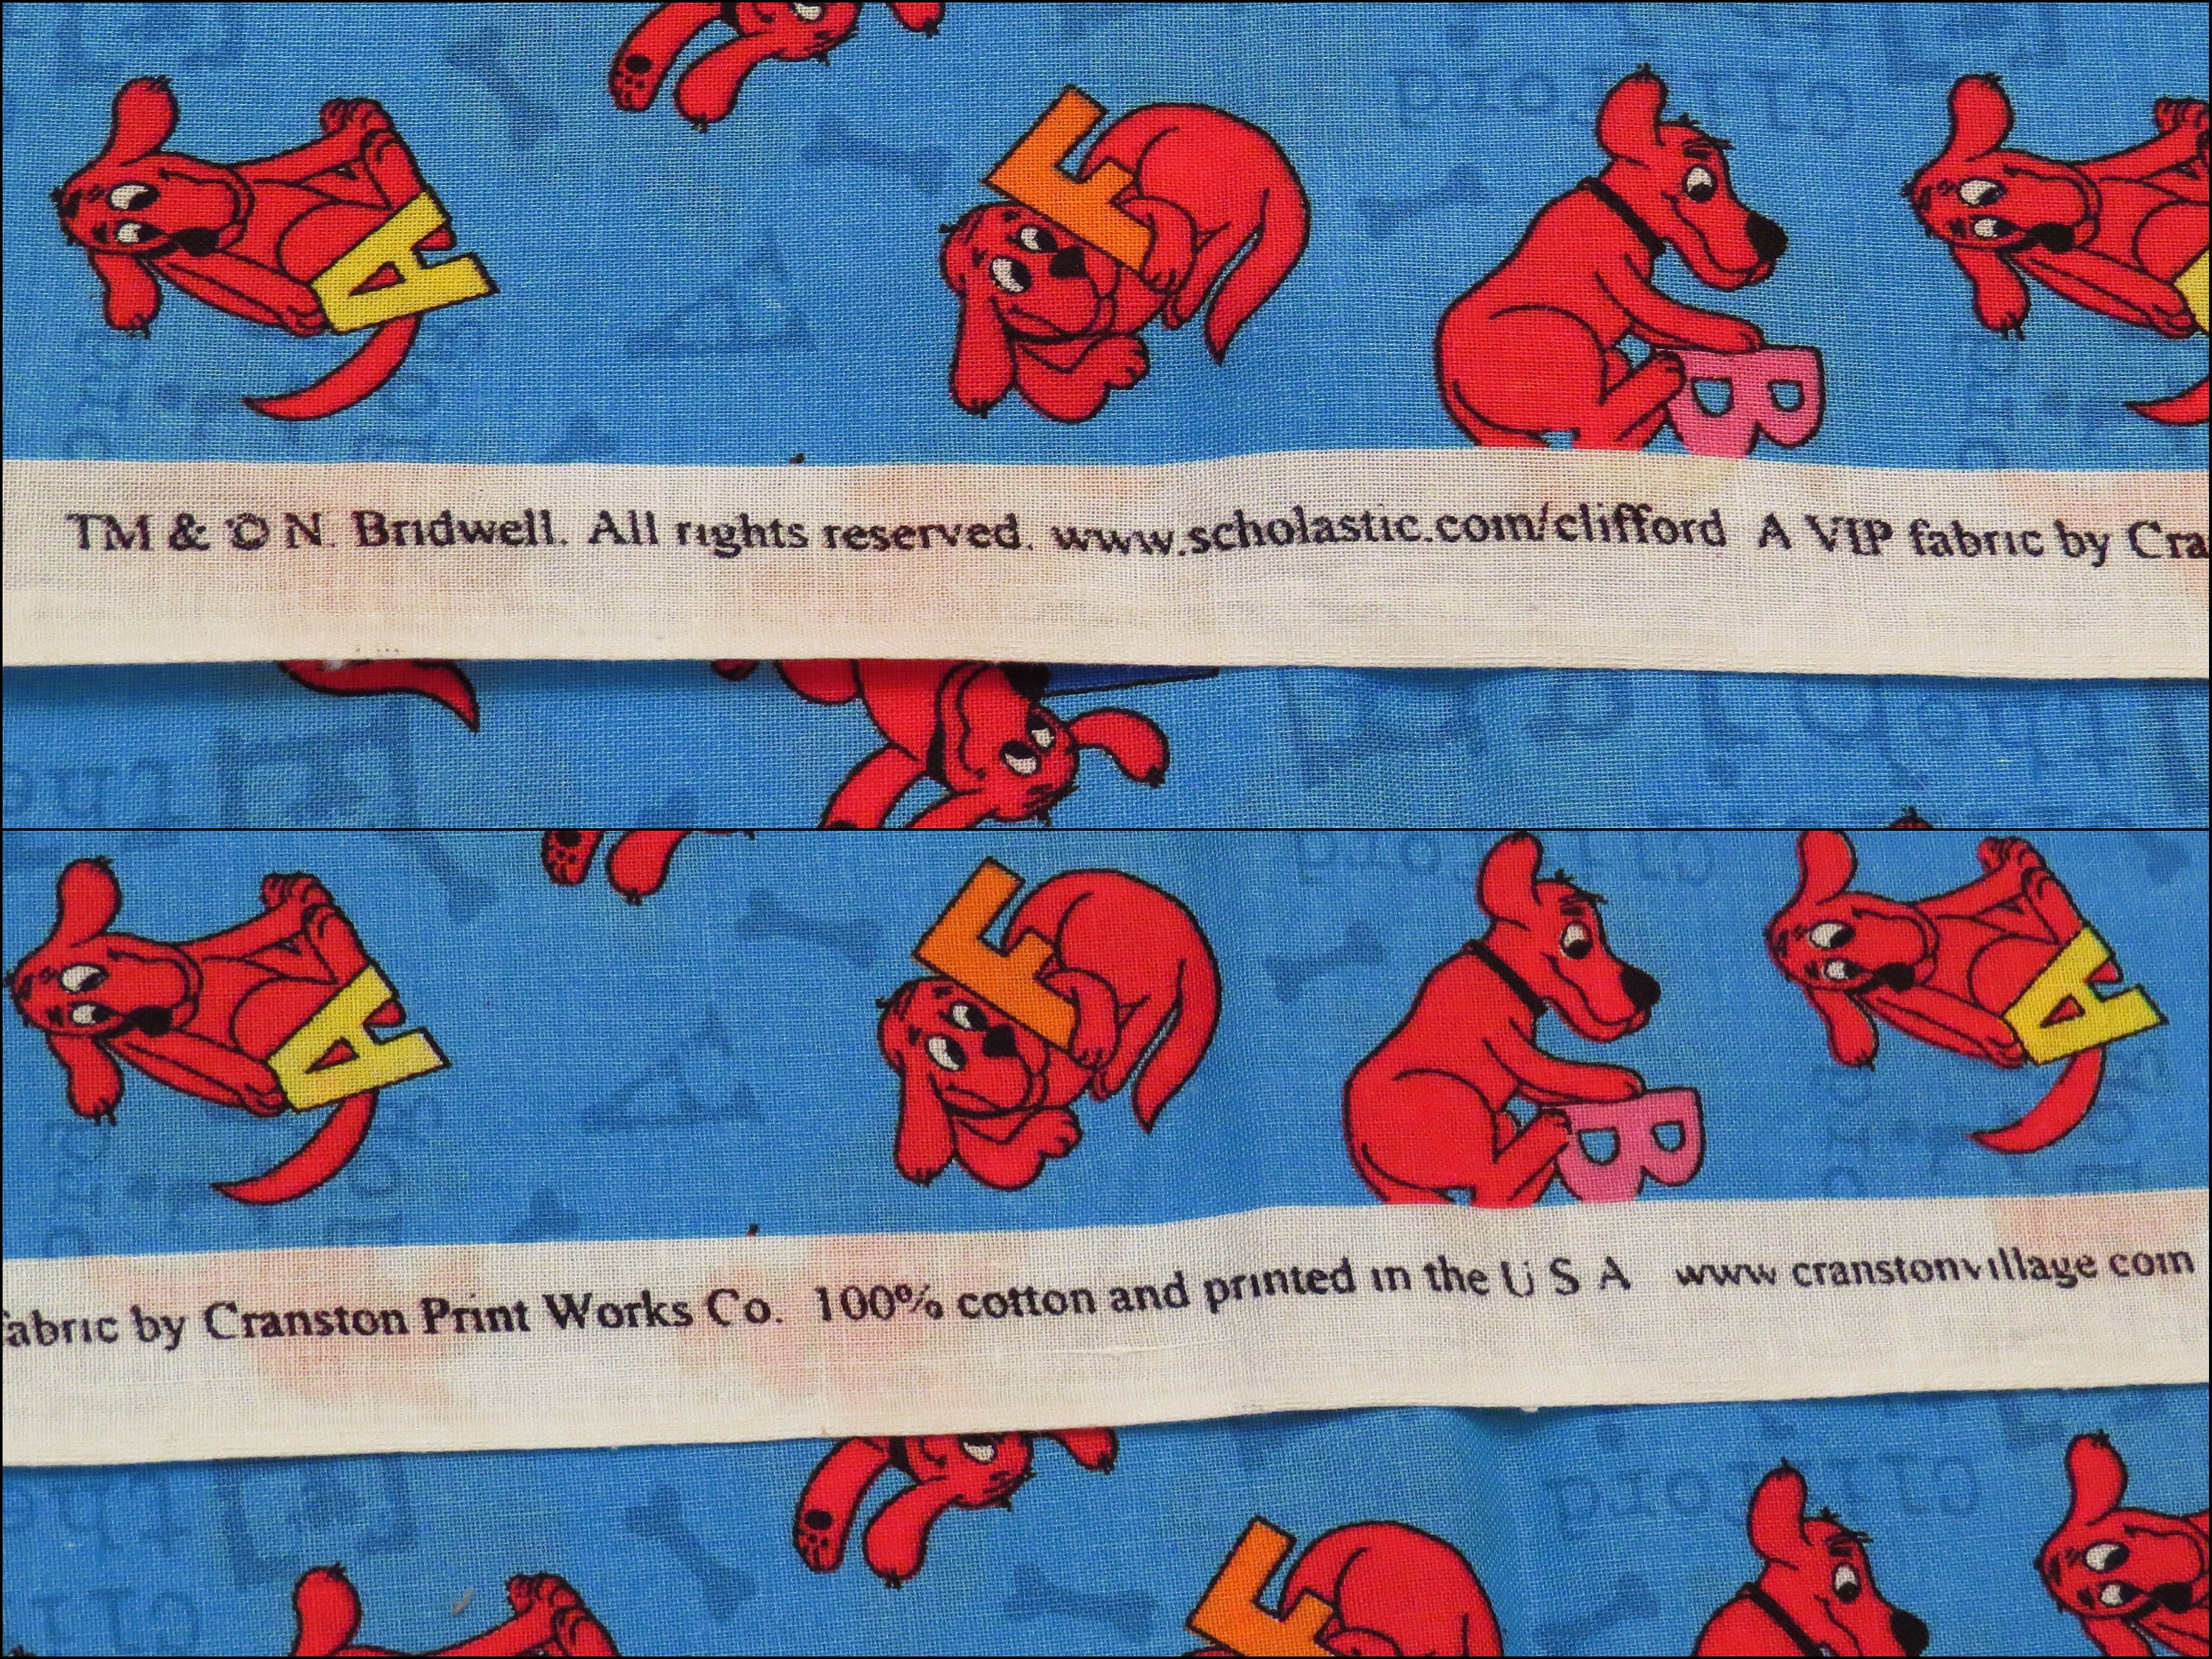 A
F
B
TM & © N. Bridwell. All rights reserved. www.scholastic.com/clifford A VIP fabric by Cra
A
F
B
A
fabric by Cranston Print Works Co. 100% cotton and printed in the U S A www cranstonvillage com
F